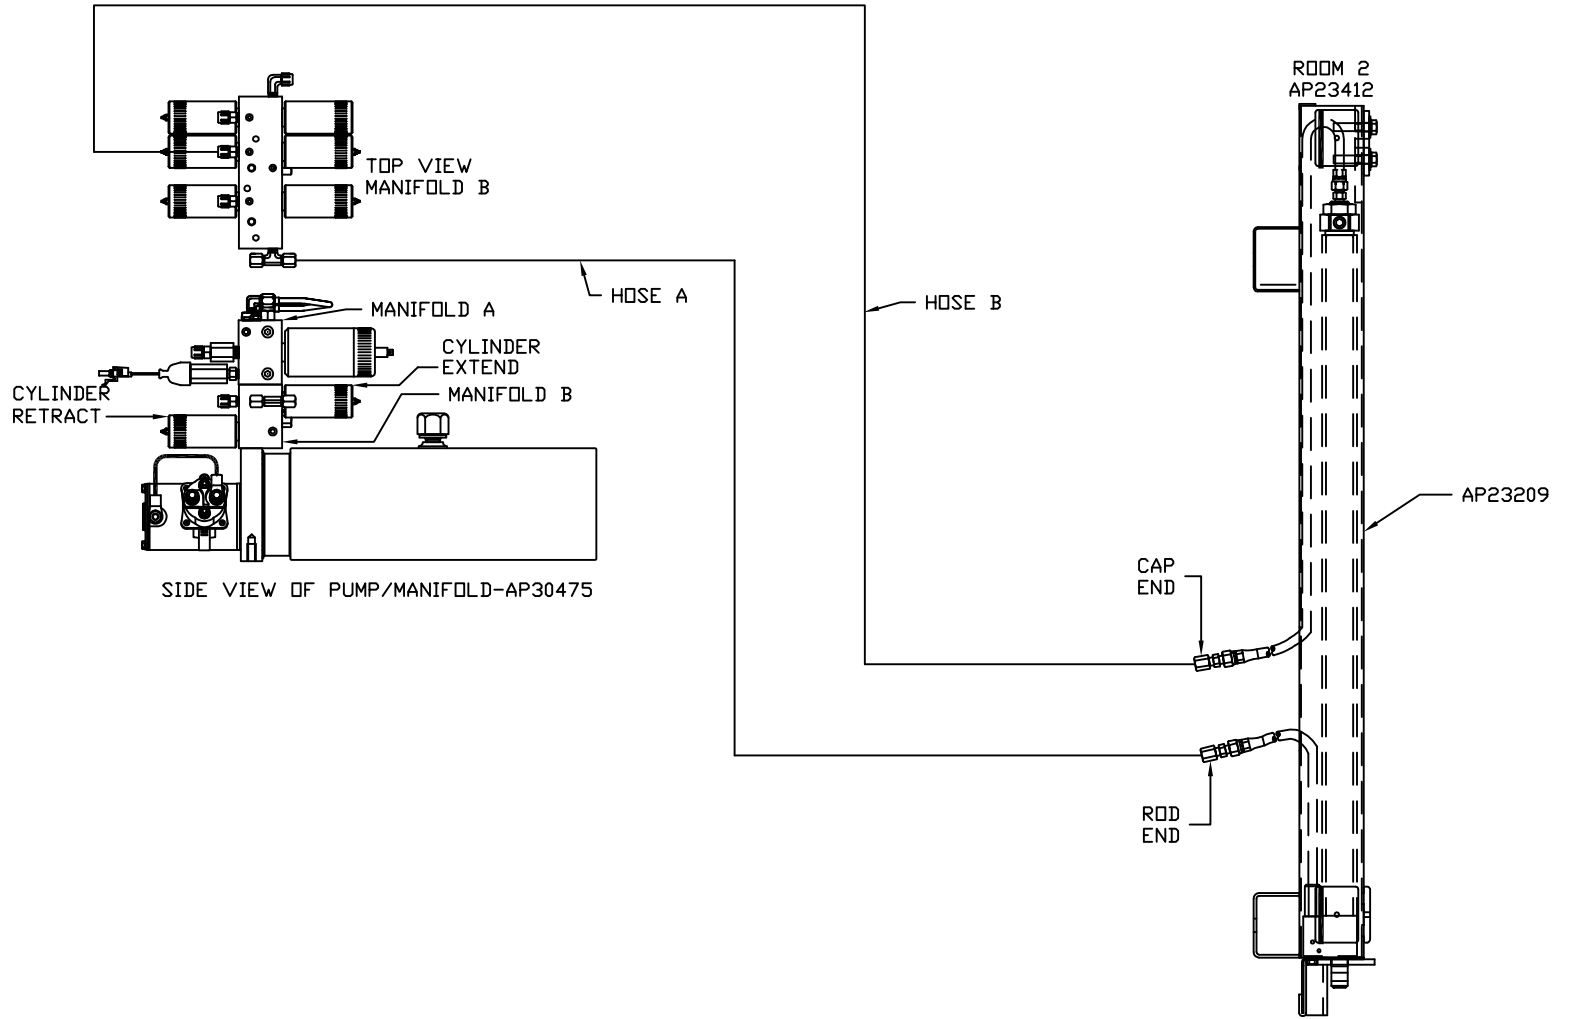 ROOM 2
AP23412
TOP VIEW
MANIFOLD B
HOSE A
HOSE B
MANIFOLD A
CYLINDER
EXTEND
MANIFOLD B
CYLINDER
RETRACT
AP23209
CAP
END
SIDE VIEW OF PUMP/MANIFOLD-AP30475
ROD
END